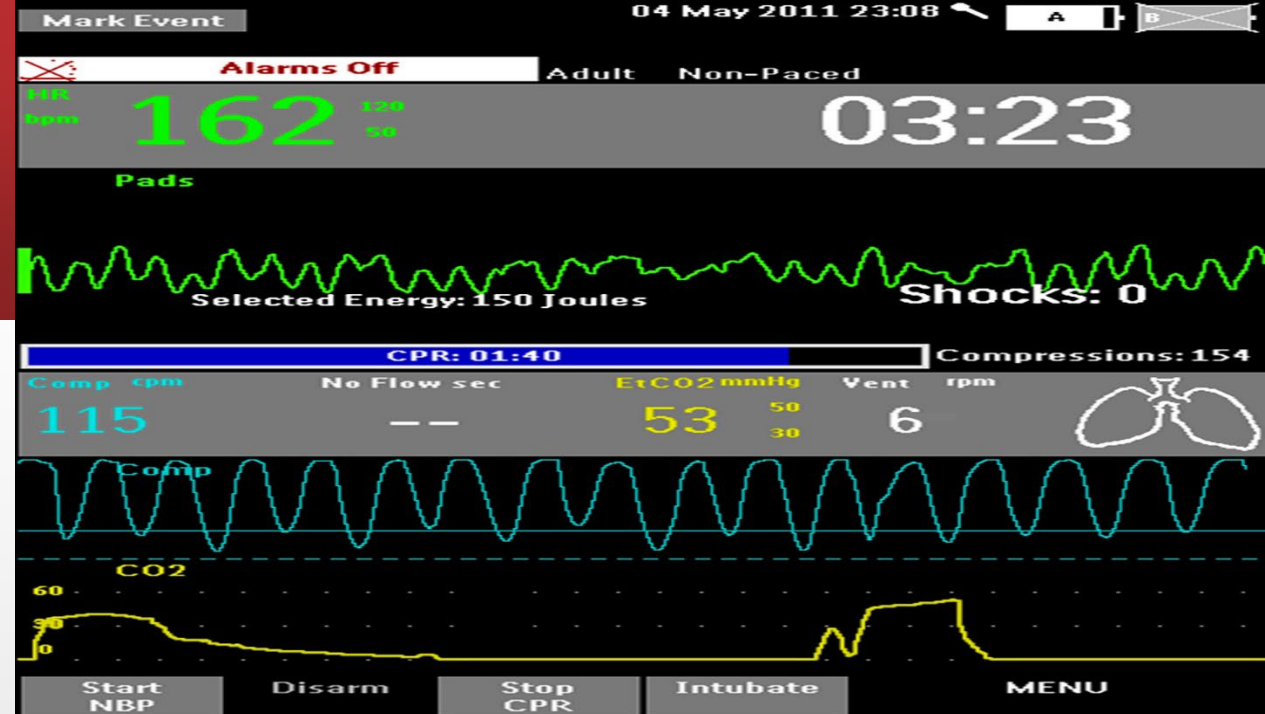 Mark Event
04 May 2011 23:08
A
B
Alarms Off
Adult Non-Paced
HR
bpm
162
120
50
03:23
Pads
Selected Energy: 150 Joules
Shocks: 0
CPR: 01:40
Compressions: 154
Comp cpm
No Flow sec
EtCO2 mmHg
Vent rpm
115
--
53
50
30
6
Comp
CO2
60
30
0
Start
NBP
Disarm
Stop
CPR
Intubate
MENU